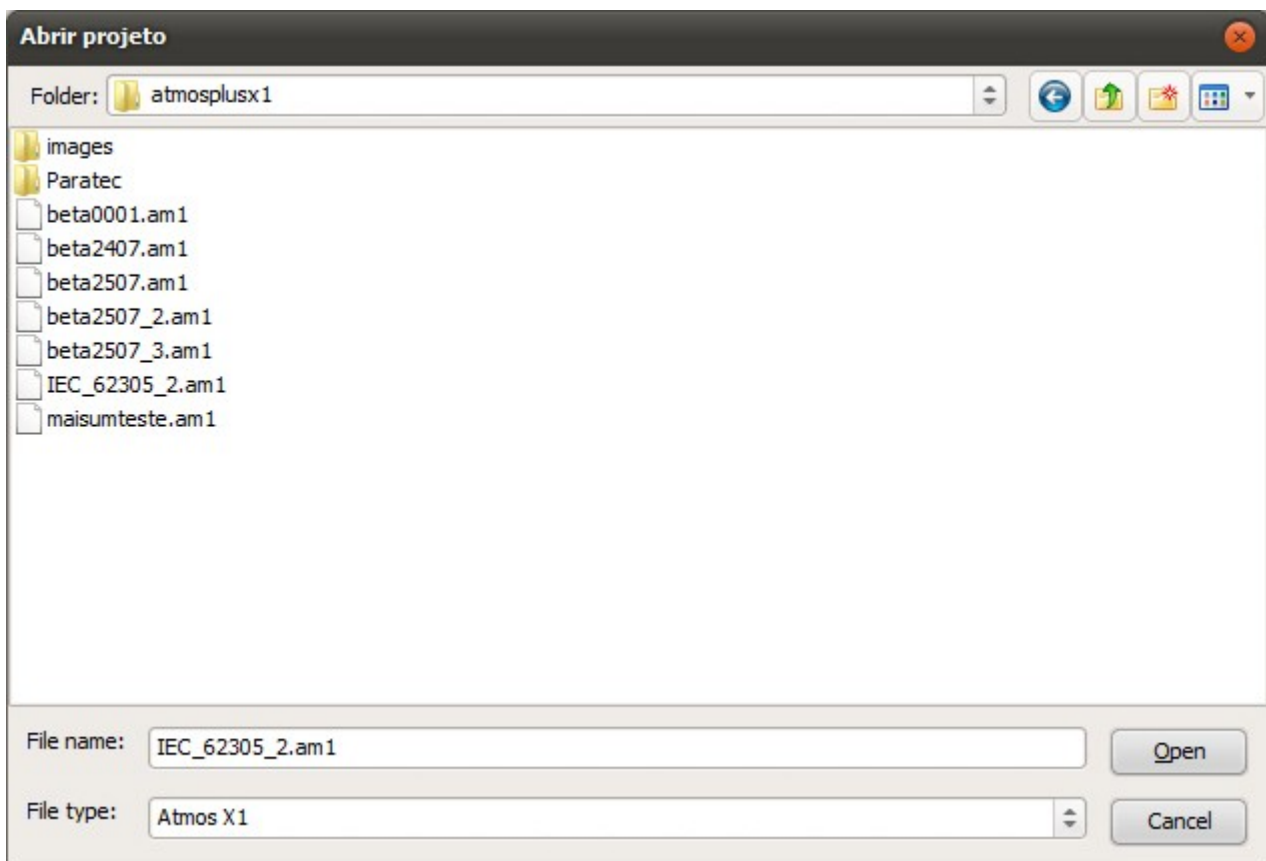 Abrir projeto
Folder: atmosplusx1
images
Paratec
beta0001.am1
beta2407.am1
beta2507.am1
beta2507_2.am1
beta2507_3.am1
IEC_62305_2.am1
maisumteste.am1
File name: IEC_62305_2.am1 Open
File type: Atmos X1 Cancel